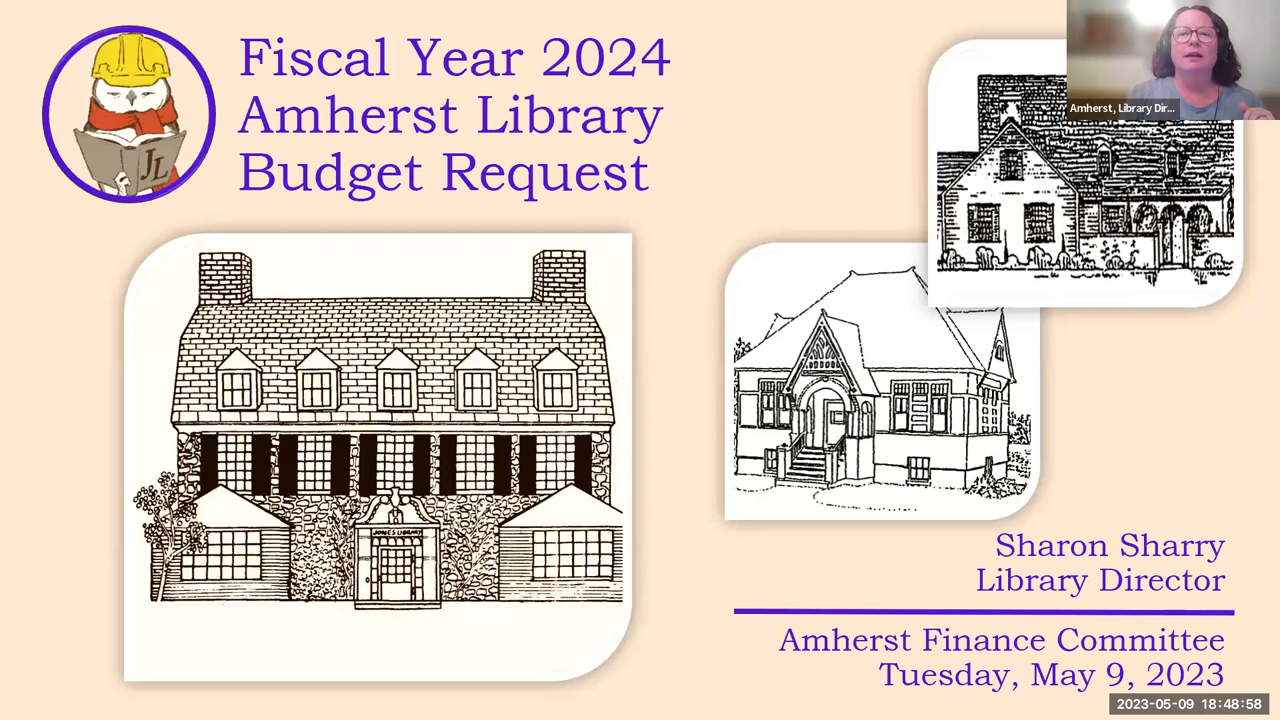 Fiscal Year 2024
Amherst Library
Budget Request
JL
Amherst, Library Dir...
JONES LIBRARY
Sharon Sharry
Library Director
Amherst Finance Committee
Tuesday, May 9, 2023
2023-05-09 18:48:58